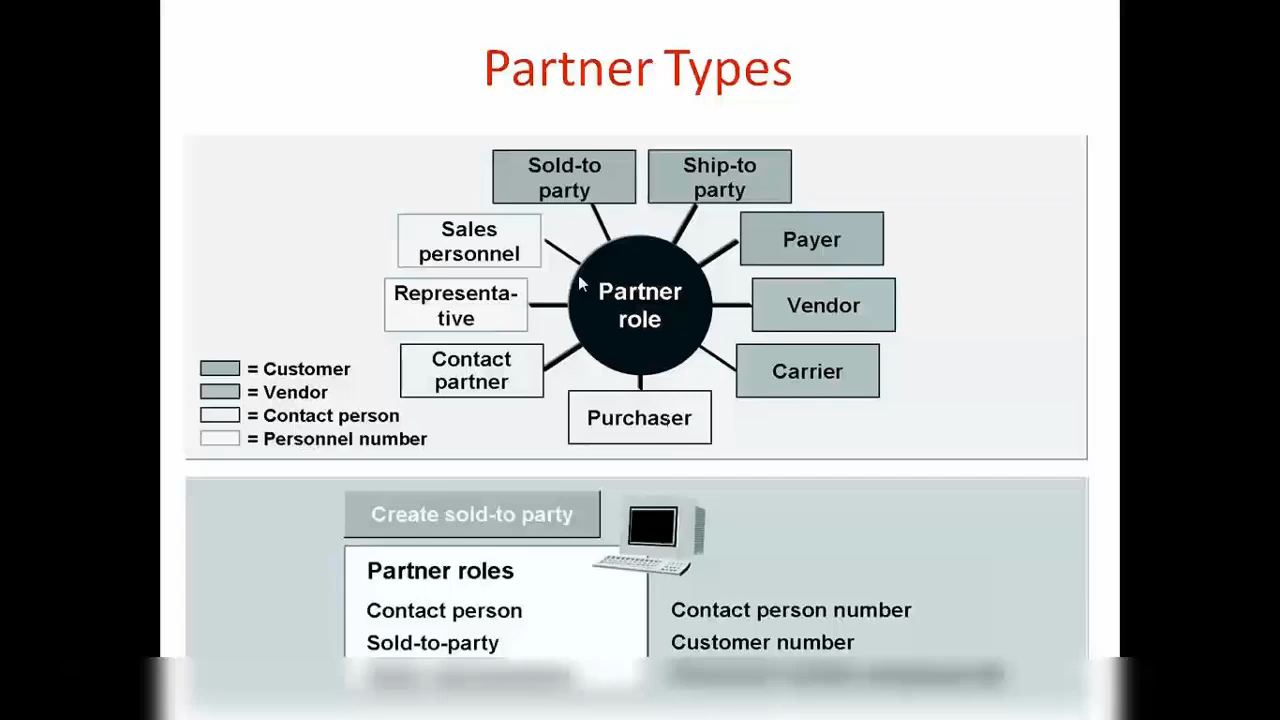 Partner Types
Sold-to
party
Ship-to
party
Sales
personnel
Payer
Representa-
tive
Partner
role
Vendor
Contact
partner
Carrier
Purchaser
= Customer
= Vendor
= Contact person
= Personnel number
Create sold-to party
Partner roles
Contact person
Contact person number
Sold-to-party
Customer number